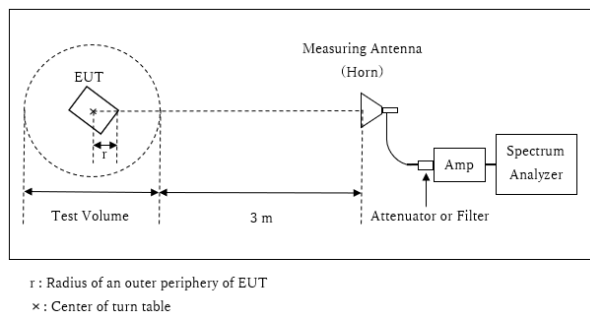 Measuring Antenna
(Horn)
EUT
×
r
Test Volume
3 m
Attenuator or Filter
Amp
Spectrum
Analyzer
r : Radius of an outer periphery of EUT
× : Center of turn table